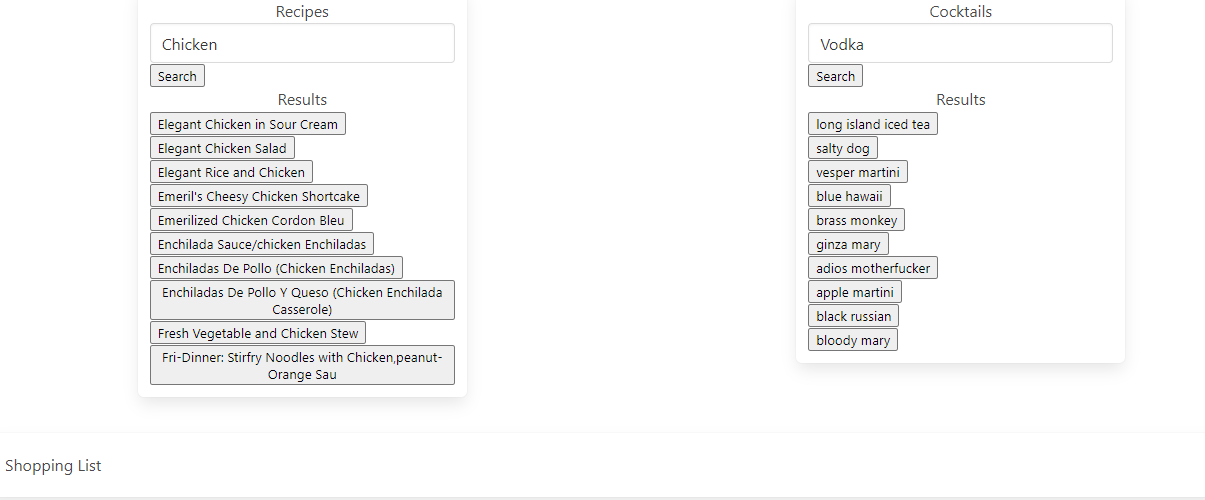 Recipes
Chicken
Search
Results
Elegant Chicken in Sour Cream
Elegant Chicken Salad
Elegant Rice and Chicken
Emeril's Cheesy Chicken Shortcake
Emerilized Chicken Cordon Bleu
Enchilada Sauce/chicken Enchiladas
Enchiladas De Pollo (Chicken Enchiladas)
Enchiladas De Pollo Y Queso (Chicken Enchilada
Casserole)
Fresh Vegetable and Chicken Stew
Fri-Dinner: Stirfry Noodles with Chicken,peanut-
Orange Sau
Cocktails
Vodka
Search
Results
long island iced tea
salty dog
vesper martini
blue hawaii
brass monkey
ginza mary
adios motherfucker
apple martini
black russian
bloody mary
Shopping List